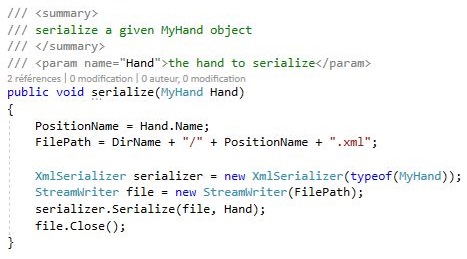 /// <summary>
/// serialize a given MyHand object
/// </summary>
/// <param name="Hand">the hand to serialize</param>
2 références | 0 modification | 0 auteur, 0 modification
public void serialize(MyHand Hand)
{
    PositionName = Hand.Name;
    FilePath = DirName + "/" + PositionName + ".xml";

    XmlSerializer serializer = new XmlSerializer(typeof(MyHand));
    StreamWriter file = new StreamWriter(FilePath);
    serializer.Serialize(file, Hand);
    file.Close();
}